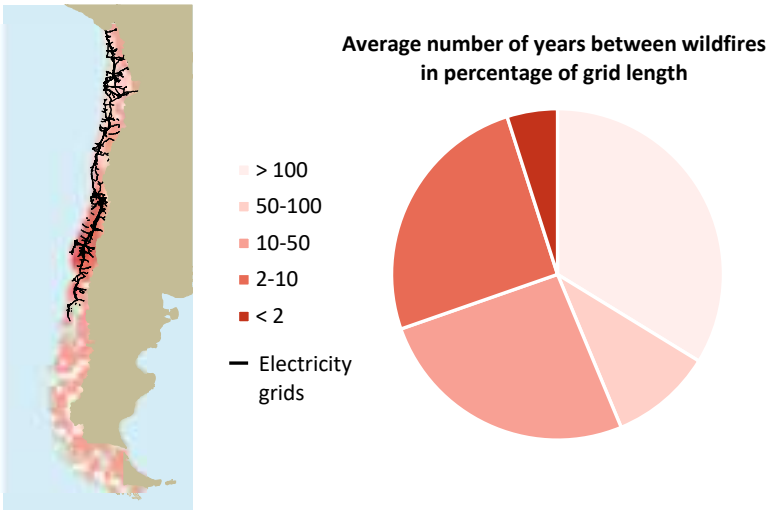 Average number of years between wildfires
in percentage of grid length
> 100
50-100
10-50
2-10
< 2
Electricity
grids